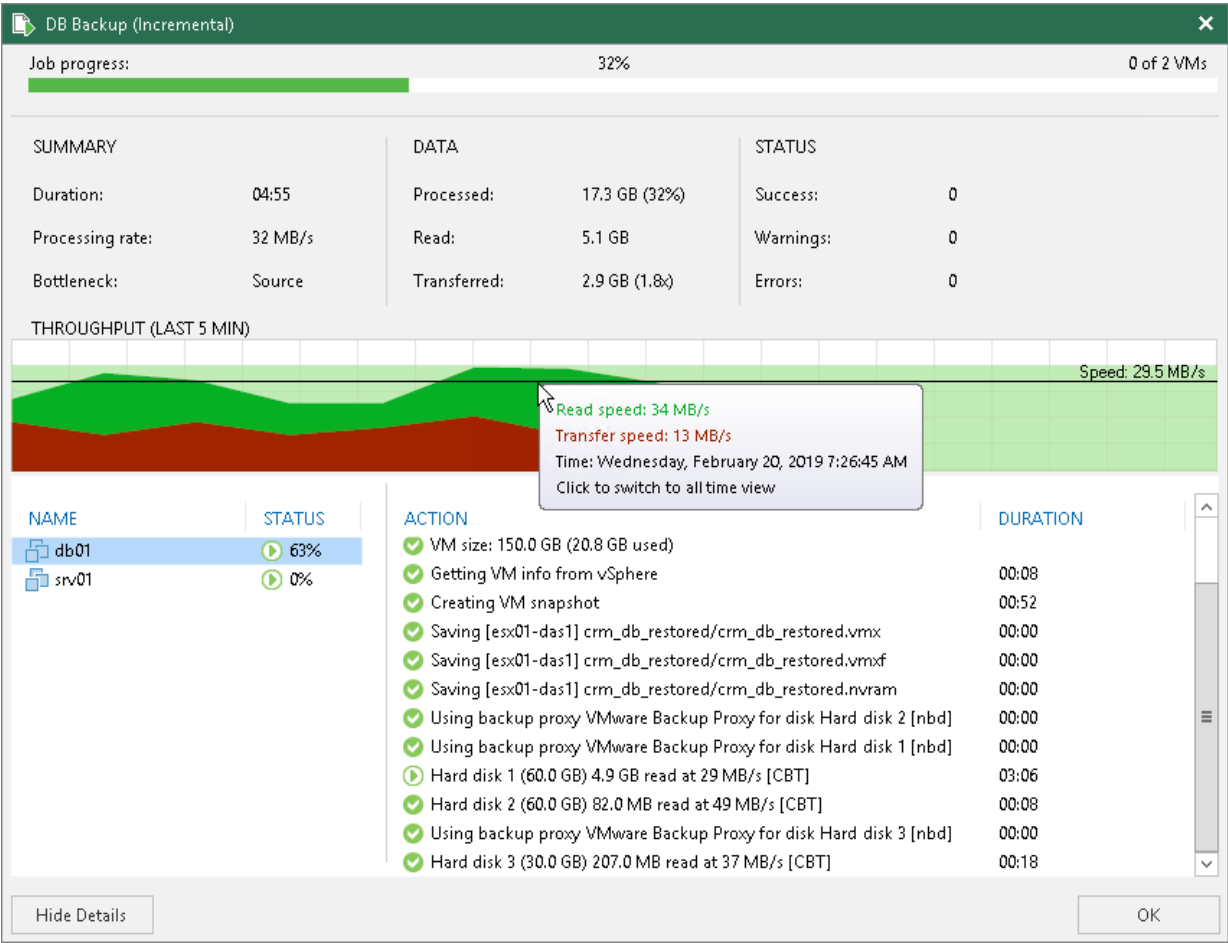 DB Backup (Incremental)
Job progress: 32% 0 of 2 VMs
SUMMARY DATA STATUS
Duration: 04:55 Processed: 17.3 GB (32%) Success: 0
Processing rate: 32 MB/s Read: 5.1 GB Warnings: 0
Bottleneck: Source Transferred: 2.9 GB (1.8x) Errors: 0
THROUGHPUT (LAST 5 MIN)
Speed: 29.5 MB/s
Read speed: 34 MB/s
Transfer speed: 13 MB/s
Time: Wednesday, February 20, 2019 7:26:45 AM
Click to switch to all time view
NAME STATUS
db01 63%
srv01 0%
ACTION DURATION
VM size: 150.0 GB (20.8 GB used)
Getting VM info from vSphere 00:08
Creating VM snapshot 00:52
Saving [esx01-das1] crm_db_restored/crm_db_restored.vmx 00:00
Saving [esx01-das1] crm_db_restored/crm_db_restored.vmxf 00:00
Saving [esx01-das1] crm_db_restored/crm_db_restored.nvram 00:00
Using backup proxy VMware Backup Proxy for disk Hard disk 2 [nbd] 00:00
Using backup proxy VMware Backup Proxy for disk Hard disk 1 [nbd] 00:00
Hard disk 1 (60.0 GB) 4.9 GB read at 29 MB/s [CBT] 03:06
Hard disk 2 (60.0 GB) 82.0 MB read at 49 MB/s [CBT] 00:08
Using backup proxy VMware Backup Proxy for disk Hard disk 3 [nbd] 00:00
Hard disk 3 (30.0 GB) 207.0 MB read at 37 MB/s [CBT] 00:18
Hide Details OK